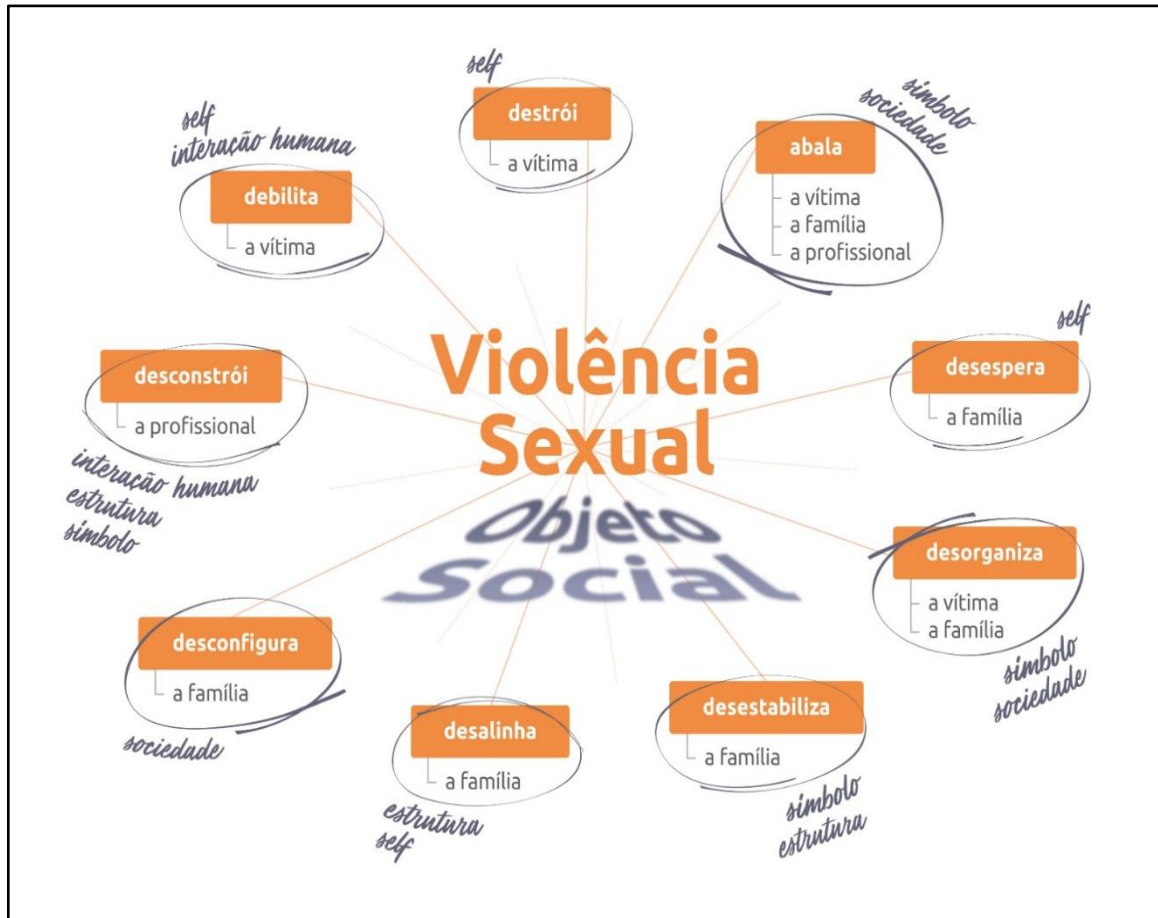 self
destrói
a vítima
símbolo
sociedade
abala
a vítima
a família
a profissional
self
interação humana
debilita
a vítima
Violência
Sexual
Objeto
Social
self
desespera
a família
desconstrói
a profissional
interação humana
estrutura
símbolo
desorganiza
a vítima
a família
símbolo
sociedade
desconfigura
a família
sociedade
desalinha
a família
estrutura
self
desestabiliza
a família
símbolo
estrutura